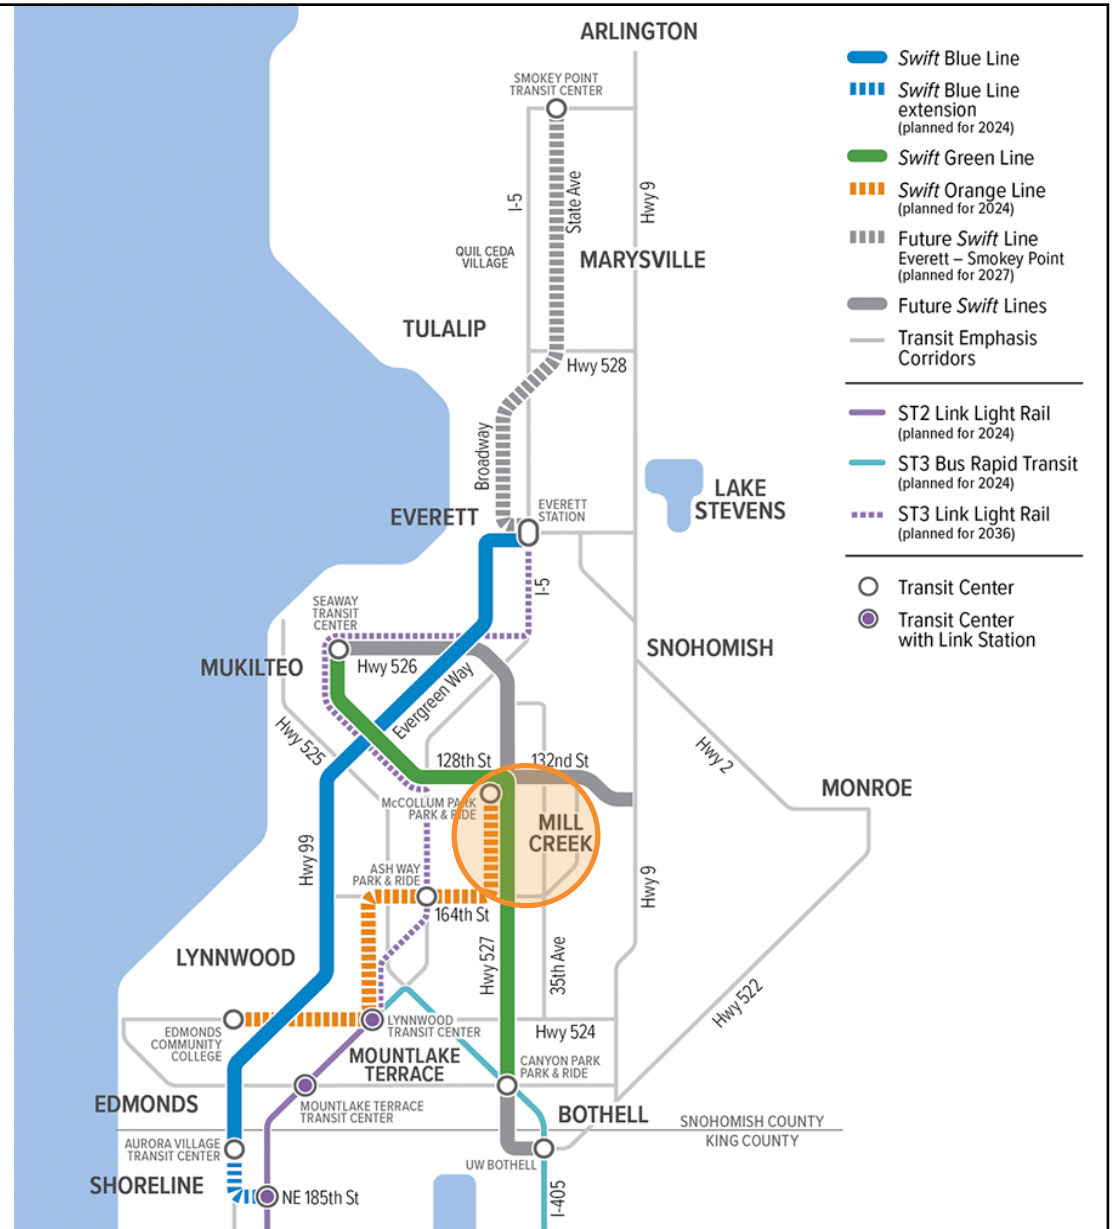 ARLINGTON
SMOKEY POINT
TRANSIT CENTER
I-5
State Ave
Hwy 9
QUIL CEDA
VILLAGE
MARYSVILLE
TULALIP
Hwy 528
Broadway
EVERETT
EVERETT
STATION
LAKE
STEVENS
I-5
SEAWAY
TRANSIT
CENTER
MUKILTEO
Hwy 526
Evergreen Way
SNOHOMISH
Hwy 525
128th St
132nd St
Hwy 2
MONROE
McCOLLUM PARK
PARK & RIDE
MILL
CREEK
Hwy 99
ASH WAY
PARK & RIDE
164th St
Hwy 9
LYNNWOOD
Hwy 527
35th Ave
Hwy 522
EDMONDS
COMMUNITY
COLLEGE
LYNNWOOD
TRANSIT CENTER
Hwy 524
MOUNTLAKE
TERRACE
CANYON PARK
PARK & RIDE
EDMONDS
MOUNTLAKE TERRACE
TRANSIT CENTER
BOTHELL
SNOHOMISH COUNTY
KING COUNTY
AURORA VILLAGE
TRANSIT CENTER
UW BOTHELL
SHORELINE
NE 185th St
I-405
Swift Blue Line
Swift Blue Line
extension
(planned for 2024)
Swift Green Line
Swift Orange Line
(planned for 2024)
Future Swift Line
Everett – Smokey Point
(planned for 2027)
Future Swift Lines
Transit Emphasis
Corridors
ST2 Link Light Rail
(planned for 2024)
ST3 Bus Rapid Transit
(planned for 2024)
ST3 Link Light Rail
(planned for 2036)
Transit Center
Transit Center
with Link Station